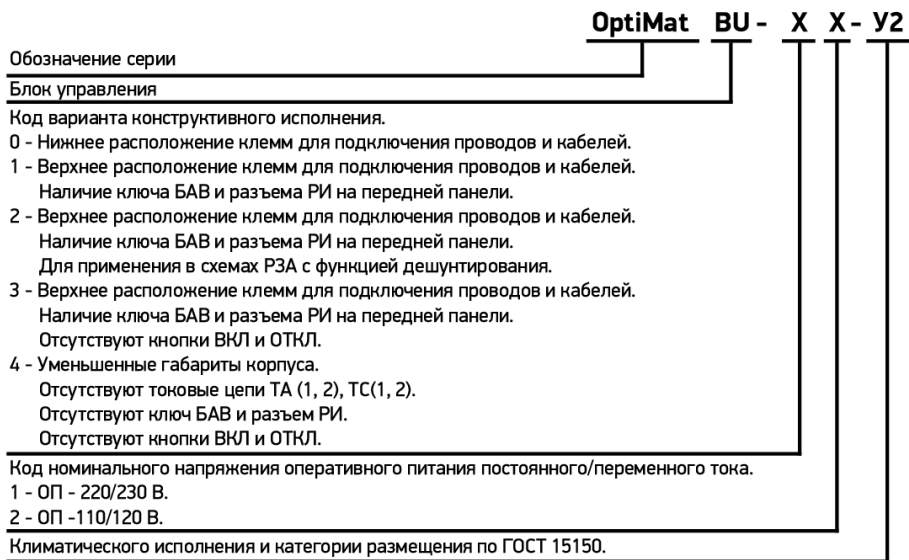 OptiMat BU - X X - У2
Обозначение серии
Блок управления
Код варианта конструктивного исполнения.
0 - Нижнее расположение клемм для подключения проводов и кабелей.
1 - Верхнее расположение клемм для подключения проводов и кабелей.
Наличие ключа БАВ и разъема РИ на передней панели.
2 - Верхнее расположение клемм для подключения проводов и кабелей.
Наличие ключа БАВ и разъема РИ на передней панели.
Для применения в схемах РЗА с функцией дешунтирования.
3 - Верхнее расположение клемм для подключения проводов и кабелей.
Наличие ключа БАВ и разъема РИ на передней панели.
Отсутствуют кнопки ВКЛ и ОТКЛ.
4 - Уменьшенные габариты корпуса.
Отсутствуют токовые цепи ТА (1, 2), ТС(1, 2).
Отсутствуют ключ БАВ и разъем РИ.
Отсутствуют кнопки ВКЛ и ОТКЛ.
Код номинального напряжения оперативного питания постоянного/переменного тока.
1 - ОП - 220/230 В.
2 - ОП -110/120 В.
Климатического исполнения и категории размещения по ГОСТ 15150.